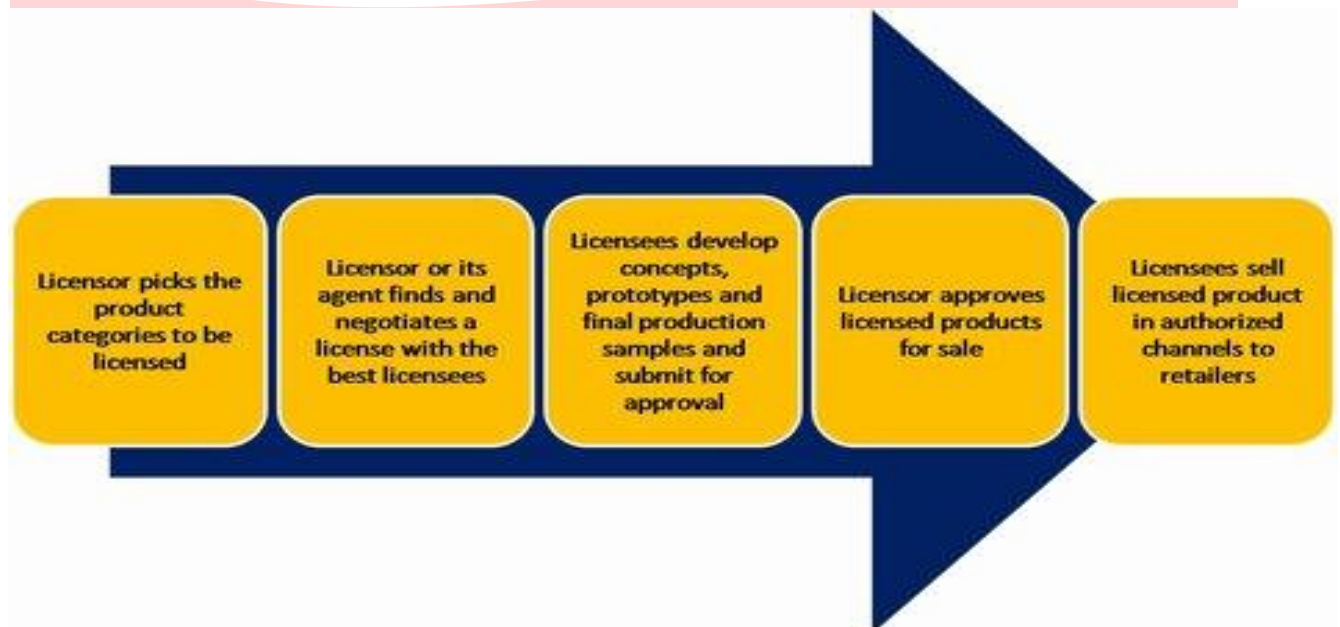 Licensor picks the
product
categories to be
licensed
Licensor or its
agent finds and
negotiates a
license with the
best licensees
Licensees develop
concepts,
prototypes and
final production
samples and
submit for
approval
Licensor approves
licensed products
for sale
Licensees sell
licensed product
in authorized
channels to
retailers